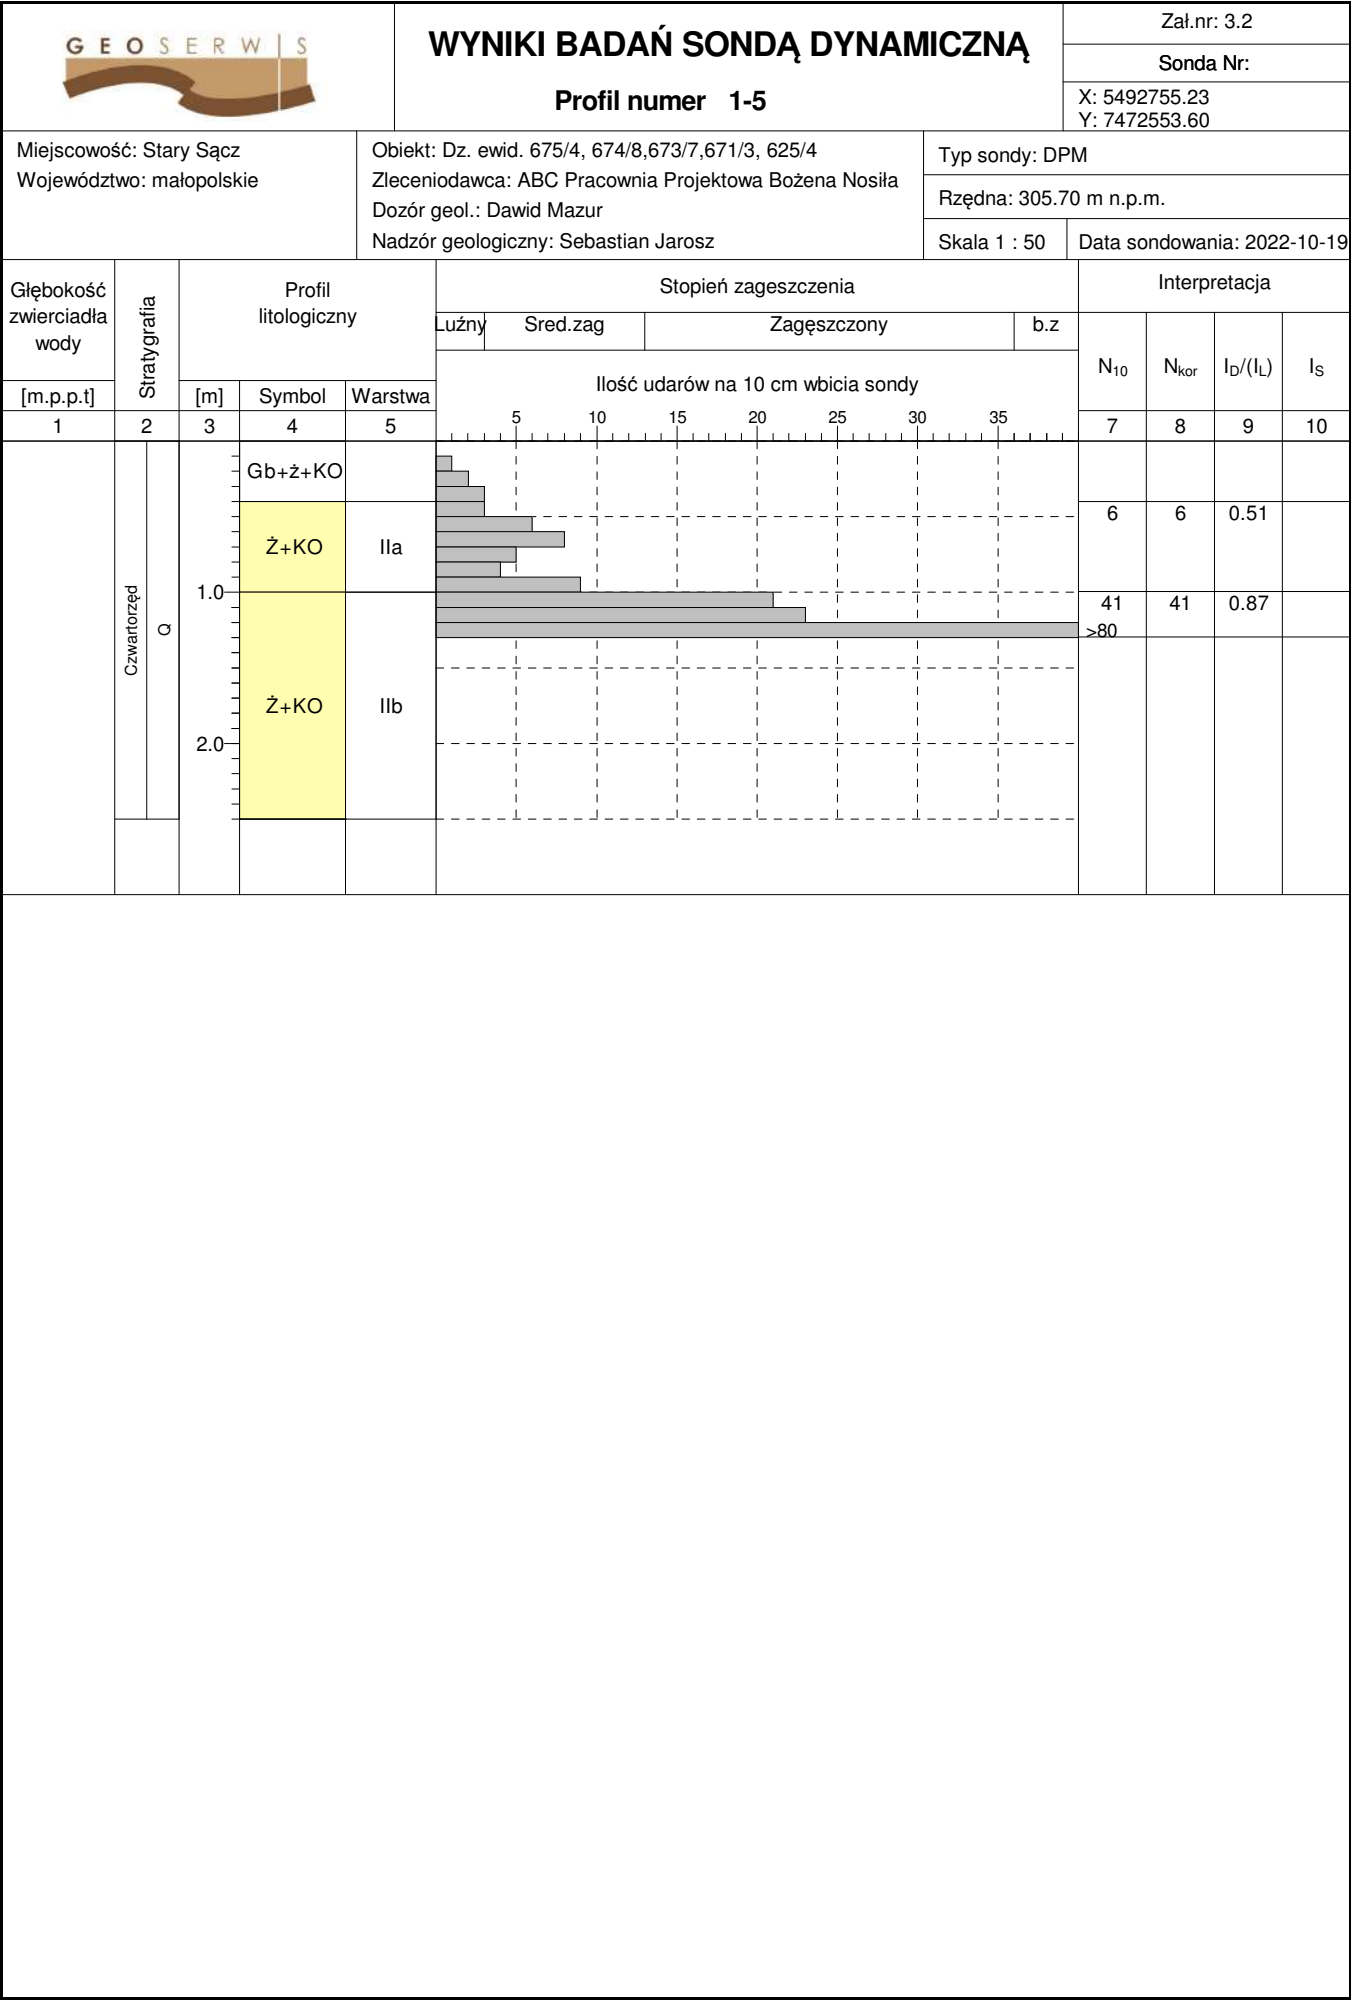 GEOSERWIS
WYNIKI BADAŃ SONDĄ DYNAMICZNĄ
Profil numer 1-5
Zał.nr: 3.2
Sonda Nr:
X: 5492755.23
Y: 7472553.60
Miejscowość: Stary Sącz
Województwo: małopolskie
Obiekt: Dz. ewid. 675/4, 674/8,673/7,671/3, 625/4
Zleceniodawca: ABC Pracownia Projektowa Bożena Nosiła
Dozór geol.: Dawid Mazur
Nadzór geologiczny: Sebastian Jarosz
Typ sondy: DPM
Rzędna: 305.70 m n.p.m.
Skala 1 : 50
Data sondowania: 2022-10-19
Głębokość
zwierciadła
wody
[m.p.p.t]
Stratygrafia
Profil
litologiczny
[m] Symbol Warstwa
Stopień zageszczenia
Luźny Sred.zag Zagęszczony b.z
Ilość udarów na 10 cm wbicia sondy
5 10 15 20 25 30 35
Interpretacja
N10 Nkor ID/(IL) IS
1 2 3 4 5 7 8 9 10
Gb+ż+KO
Ż+KO IIa
6 6 0.51
1.0
41 41 0.87
>80
Czwartorzęd
Q
Ż+KO IIb
2.0